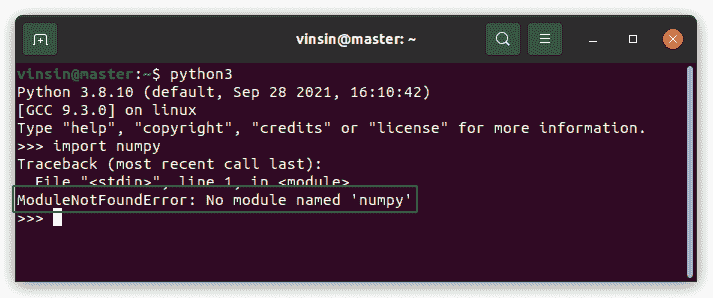 vinsin@master: ~
vinsin@master:~$ python3
Python 3.8.10 (default, Sep 28 2021, 16:10:42)
[GCC 9.3.0] on linux
Type "help", "copyright", "credits" or "license" for more information.
>>> import numpy
Traceback (most recent call last):
  File "<stdin>", line 1, in <module>
ModuleNotFoundError: No module named 'numpy'
>>>